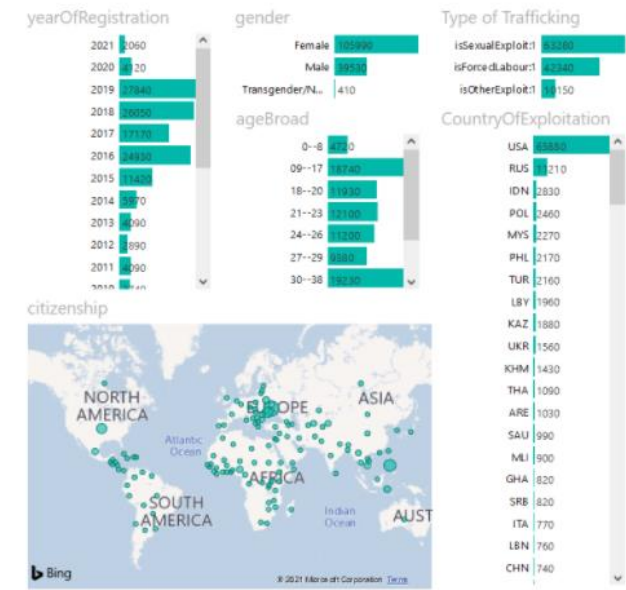 yearOfRegistration
2021 2060
2020 4120
2019 27840
2018 26050
2017 17170
2016 24930
2015 11420
2014 5970
2013 4090
2012 2890
2011 4090
gender
Female 105990
Male 39530
Transgender/N... 410
ageBroad
0--8 4720
09--17 18740
18--20 11930
21--23 12100
24--26 11200
27--29 9380
30--38 19230
Type of Trafficking
isSexualExploit:1 63280
isForcedLabour:1 42340
isOtherExploit:1 10150
CountryOfExploitation
USA 65880
RUS 11210
IDN 2830
POL 2460
MYS 2270
PHL 2170
TUR 2160
LBY 1960
KAZ 1880
UKR 1560
KHM 1430
THA 1090
ARE 1030
SAU 990
MLI 900
GHA 820
SRB 820
ITA 770
LBN 760
CHN 740
citizenship
NORTH
AMERICA
EUROPE
ASIA
Atlantic
Ocean
AFRICA
SOUTH
AMERICA
Indian
Ocean
AUST
Bing
© 2021 Microsoft Corporation Terms